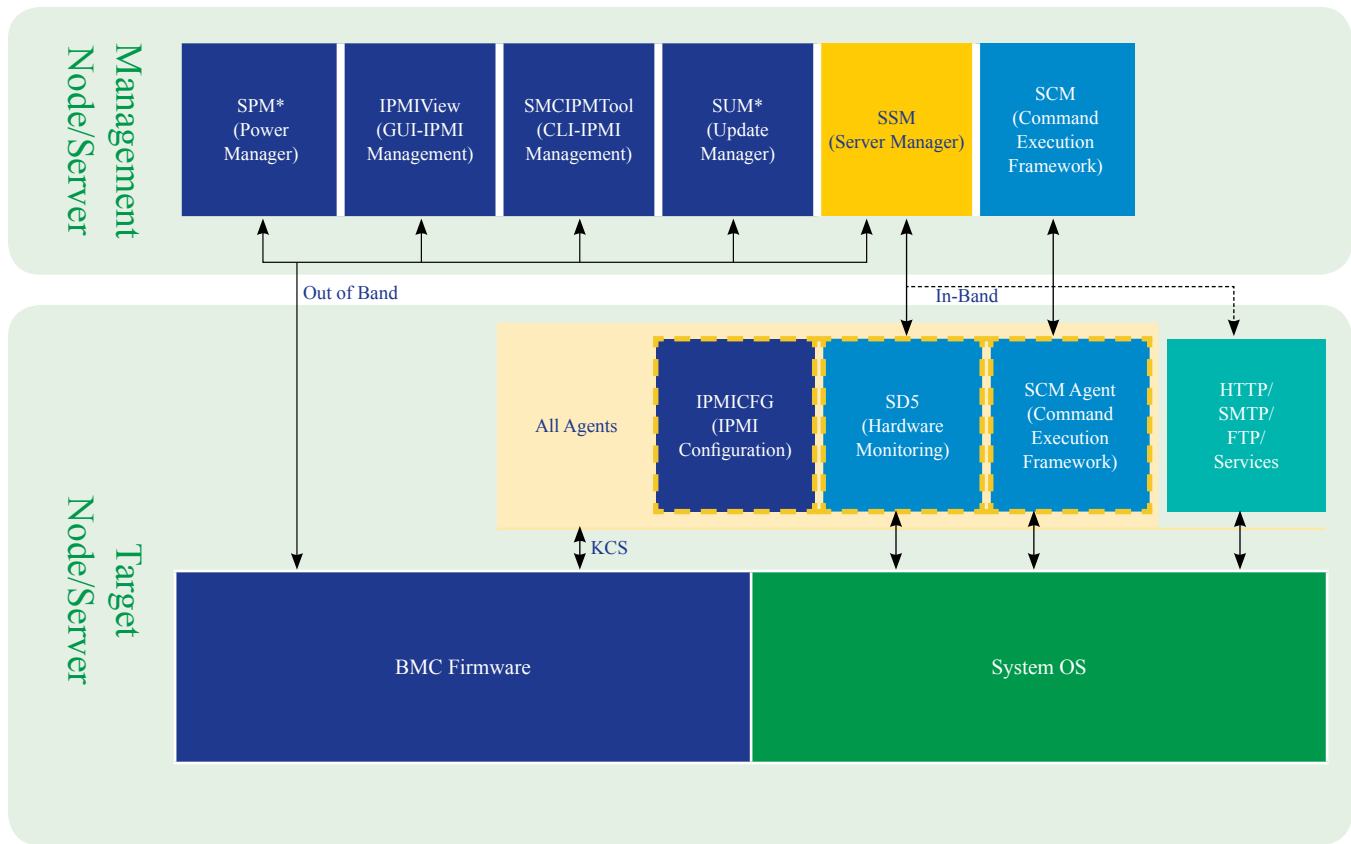 Management
Node/Server
SPM*
(Power
Manager)
IPMIView
(GUI-IPMI
Management)
SMCIPMTool
(CLI-IPMI
Management)
SUM*
(Update
Manager)
SSM
(Server Manager)
SCM
(Command
Execution
Framework)
Out of Band
In-Band
Target
Node/Server
All Agents
IPMICFG
(IPMI
Configuration)
SD5
(Hardware
Monitoring)
SCM Agent
(Command
Execution
Framework)
HTTP/
SMTP/
FTP/
Services
KCS
BMC Firmware
System OS